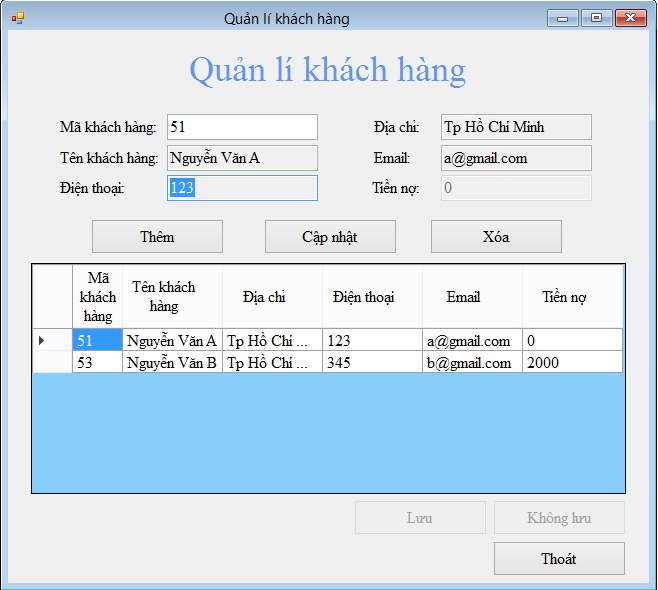 Quản lí khách hàng
Quản lí khách hàng
Mã khách hàng: 51 Địa chỉ: Tp Hồ Chí Minh
Tên khách hàng: Nguyễn Văn A Email: a@gmail.com
Điện thoại: 123 Tiền nợ: 0
Thêm Cập nhật Xóa
Mã khách hàng Tên khách hàng Địa chỉ Điện thoại Email Tiền nợ
51 Nguyễn Văn A Tp Hồ Chí ... 123 a@gmail.com 0
53 Nguyễn Văn B Tp Hồ Chí ... 345 b@gmail.com 2000
Lưu Không lưu
Thoát